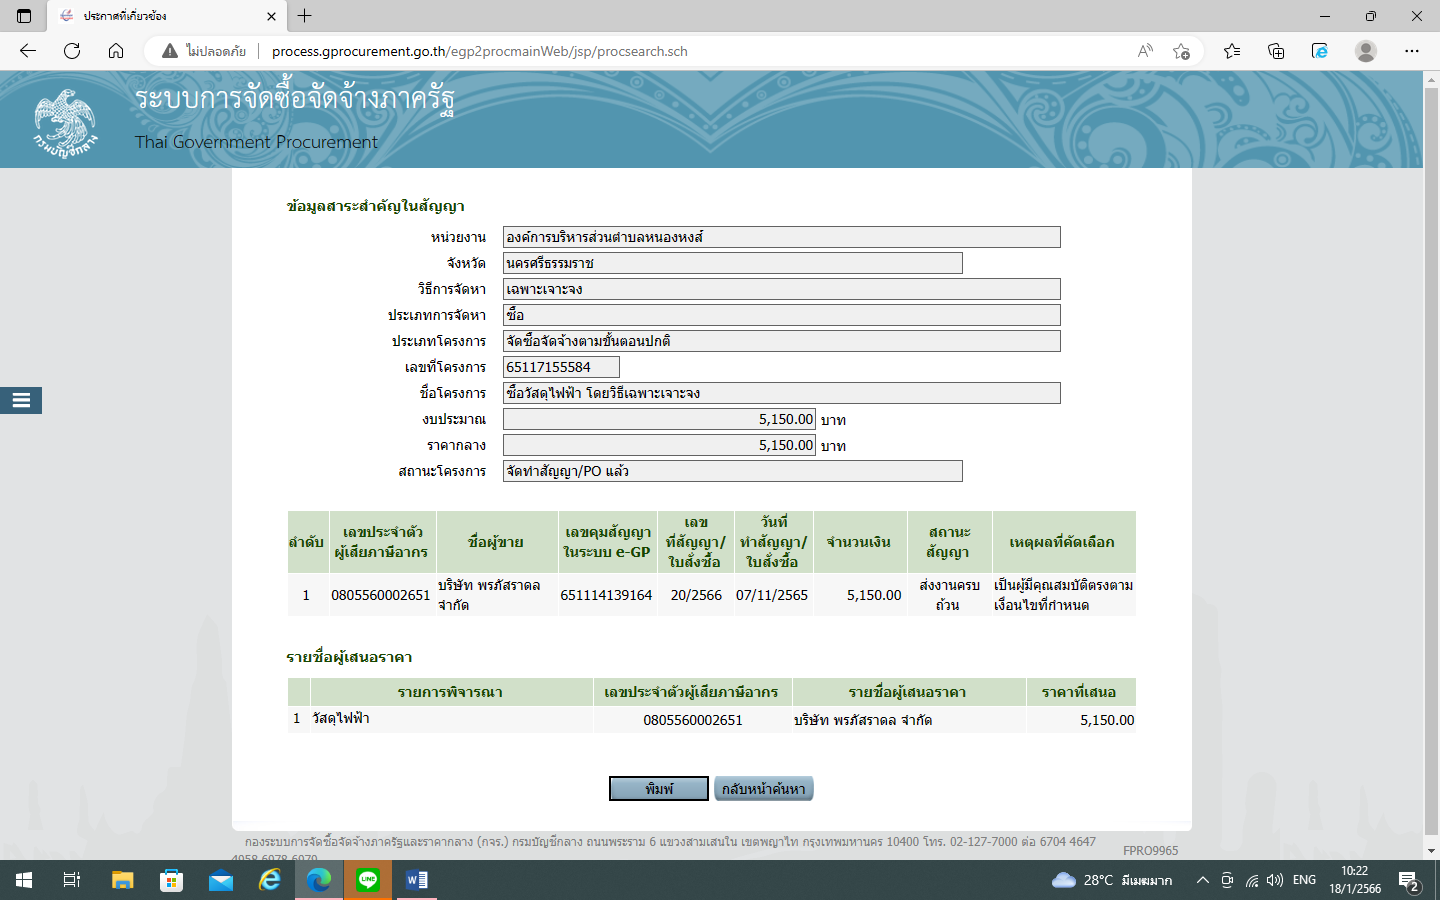 ประกาศที่เกี่ยวข้อง
ไม่ปลอดภัย
process.gprocurement.go.th/egp2procmainWeb/jsp/procsearch.sch
ระบบการจัดซื้อจัดจ้างภาครัฐ
Thai Government Procurement
กรมบัญชีกลาง
ข้อมูลสาระสำคัญในสัญญา
หน่วยงาน องค์การบริหารส่วนตำบลหนองหงส์
จังหวัด นครศรีธรรมราช
วิธีการจัดหา เฉพาะเจาะจง
ประเภทการจัดหา ซื้อ
ประเภทโครงการ จัดซื้อจัดจ้างตามขั้นตอนปกติ
เลขที่โครงการ 65117155584
ชื่อโครงการ ซื้อวัสดุไฟฟ้า โดยวิธีเฉพาะเจาะจง
งบประมาณ 5,150.00 บาท
ราคากลาง 5,150.00 บาท
สถานะโครงการ จัดทำสัญญา/PO แล้ว
ลำดับ เลขประจำตัวผู้เสียภาษีอากร ชื่อผู้ขาย เลขคุมสัญญาในระบบ e-GP เลขที่สัญญา/ใบสั่งซื้อ วันที่ทำสัญญา/ใบสั่งซื้อ จำนวนเงิน สถานะสัญญา เหตุผลที่คัดเลือก
1 0805560002651 บริษัท พรภัสราดล จำกัด 651114139164 20/2566 07/11/2565 5,150.00 ส่งงานครบถ้วน เป็นผู้มีคุณสมบัติตรงตามเงื่อนไขที่กำหนด
รายชื่อผู้เสนอราคา
รายการพิจารณา เลขประจำตัวผู้เสียภาษีอากร รายชื่อผู้เสนอราคา ราคาที่เสนอ
1 วัสดุไฟฟ้า 0805560002651 บริษัท พรภัสราดล จำกัด 5,150.00
พิมพ์ กลับหน้าค้นหา
กองระบบการจัดซื้อจัดจ้างภาครัฐและราคากลาง (กจร.) กรมบัญชีกลาง ถนนพระราม 6 แขวงสามเสนใน เขตพญาไท กรุงเทพมหานคร 10400 โทร. 02-127-7000 ต่อ 6704 4647
4958 6978 6979
FPRO9965
LINE
28°C มีเมฆมาก
ENG
10:22
18/1/2566
2